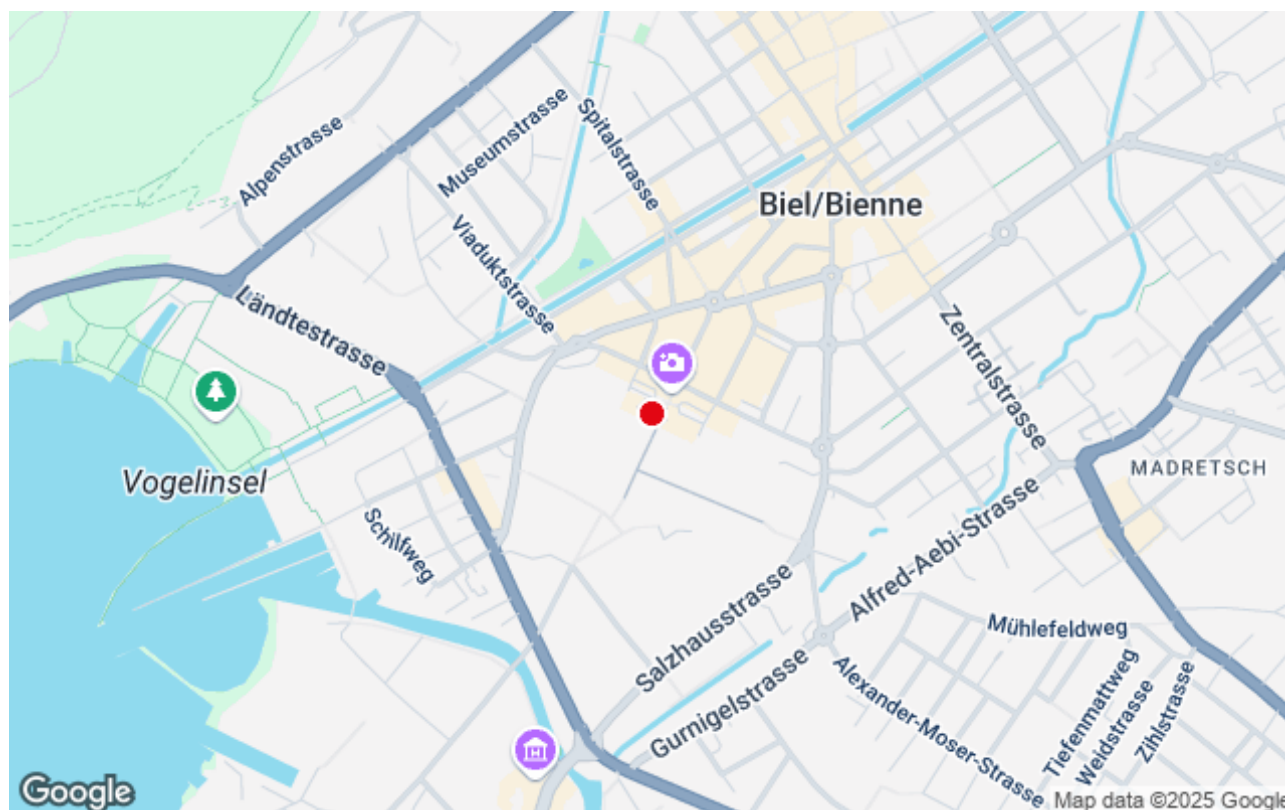 Alpenstrasse
Museumstrasse
Spitalstrasse
Biel/Bienne
Viaduktstrasse
Ländtestrasse
Zentralstrasse
Vogelinsel
MADRETSCH
Schilfweg
Alfred-Aebi-Strasse
Salzhausstrasse
Mühlefeldweg
Gurnigelstrasse
Alexander-Moser-Strasse
Tiefenmattweg
Weidstrasse
Zihlstrasse
Google
Map data ©2025 Google